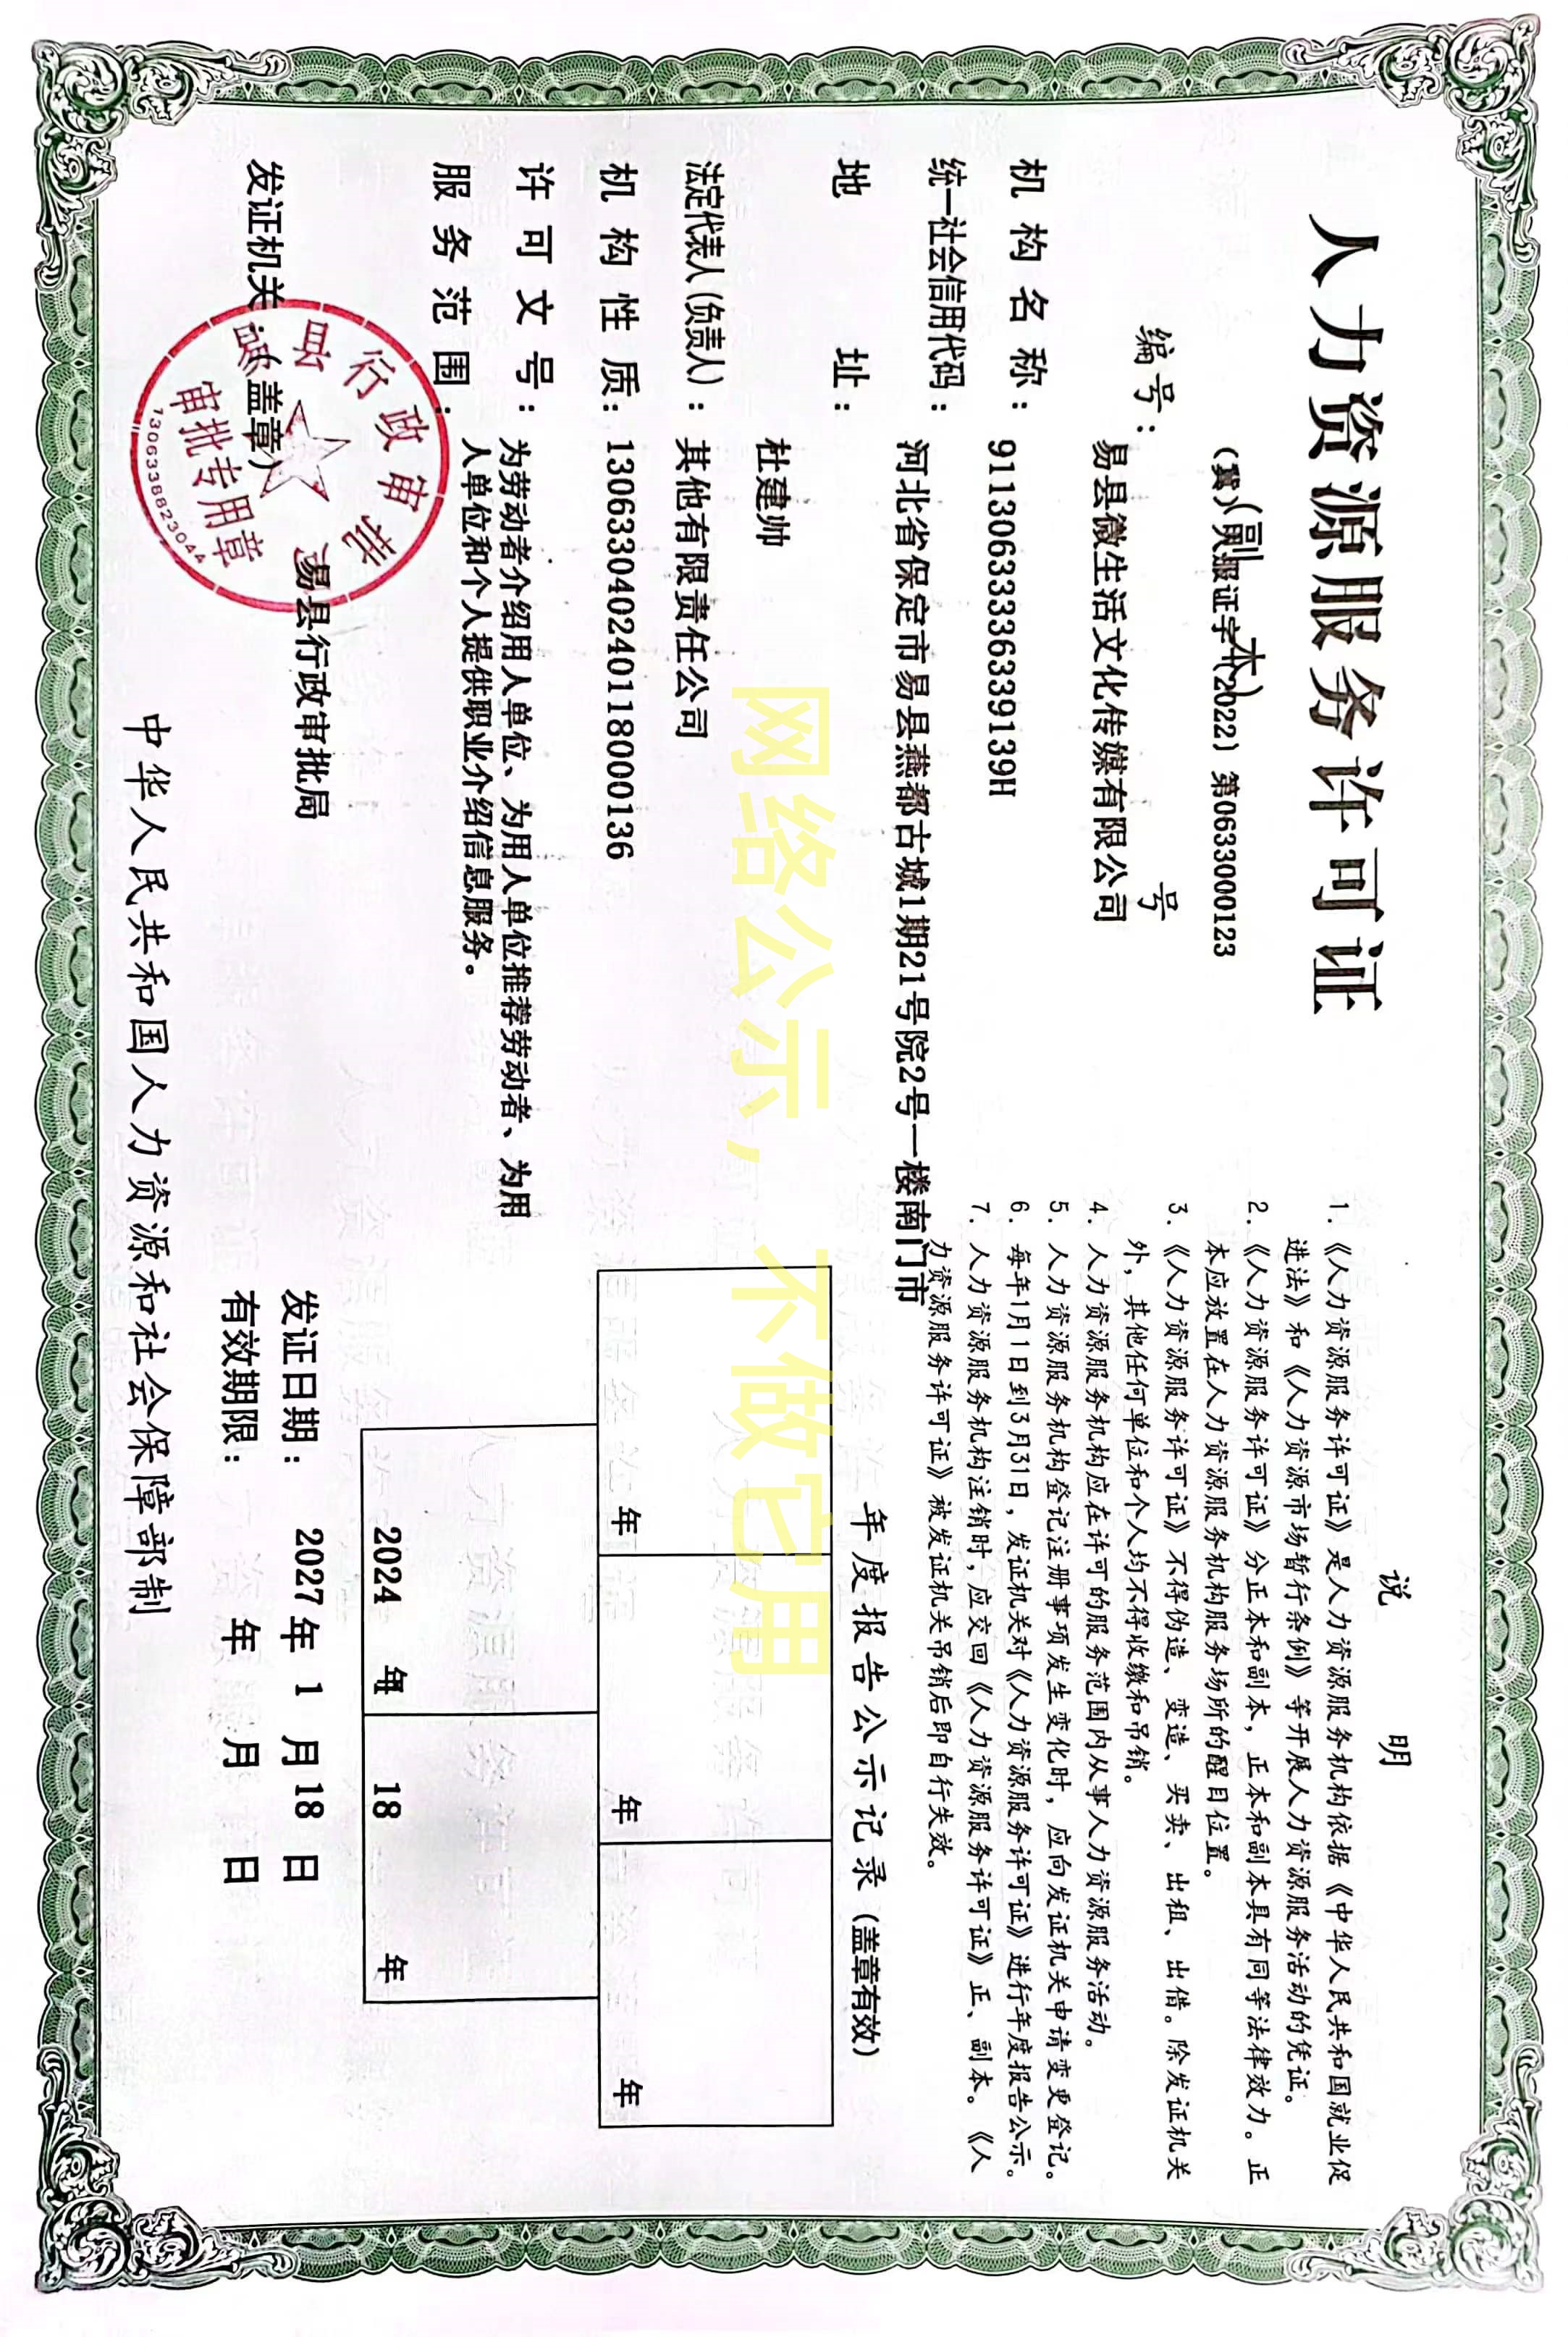 人力资源服务许可证
(副 本)
(冀)人服证字(2022)第0633000123
编号: 号
机构名称: 易县微生活文化传媒有限公司
统一社会信用代码: 91130633336339139H
地 址: 河北省保定市易县燕都古城1期21号院2号一楼南门市
法定代表人(负责人): 杜建帅
机构性质: 其他有限责任公司
许可文号: 130633040240118000136
服务范围: 为劳动者介绍用人单位、为用人单位推荐劳动者、为用
人单位和个人提供职业介绍信息服务。
发证机关:(盖章)
易县行政审批局
易县行政审批
审批专用章
1306338823044
说 明
1.《人力资源服务许可证》是人力资源服务机构依据《中华人民共和国就业促
进法》和《人力资源市场暂行条例》等开展人力资源服务活动的凭证。
2.《人力资源服务许可证》分正本和副本,正本和副本具有同等法律效力。正
本应放置在人力资源服务机构服务场所的醒目位置。
3.《人力资源服务许可证》不得伪造、变造、买卖、出租、出借。除发证机关
外,其他任何单位和个人均不得收缴和吊销。
4. 人力资源服务机构应在许可的服务范围内从事人力资源服务活动。
5. 人力资源服务机构登记注册事项发生变化时,应向发证机关申请变更登记。
6. 每年1月1日到3月31日,发证机关对《人力资源服务许可证》进行年度报告公示。
7. 人力资源服务机构注销时,应交回《人力资源服务许可证》正、副本。《人
力资源服务许可证》被发证机关吊销后即自行失效。
年度报告公示记录(盖章有效)
年 年 年
2024 年 18 年
发证日期: 2027年 1 月18日
有效期限: 年 月 日
中华人民共和国人力资源和社会保障部制
网络公示,不做它用